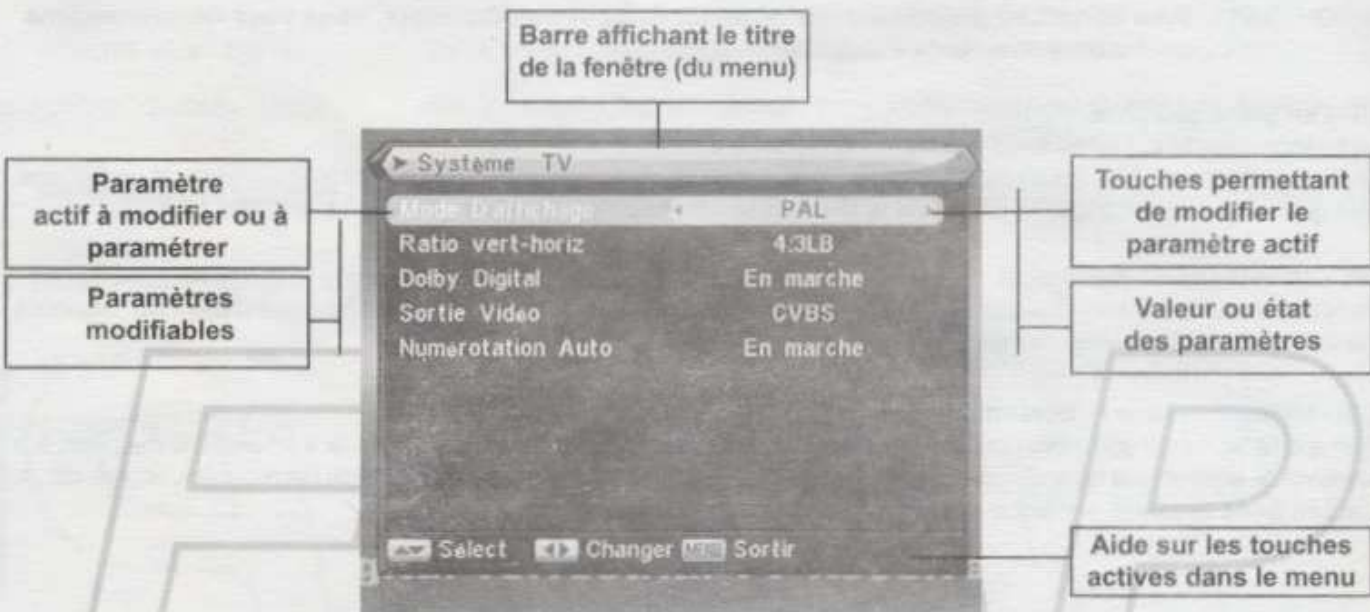 Barre affichant le titre
de la fenêtre (du menu)
Système TV
Paramètre
actif à modifier ou à
paramétrer
Touches permettant
de modifier le
paramètre actif
Mode D'affichage PAL
Ratio vert-horiz 4:3LB
Dolby Digital En marche
Sortie Video CVBS
Numerotation Auto En marche
Paramètres
modifiables
Valeur ou état
des paramètres
Select Changer MENU Sortir
Aide sur les touches
actives dans le menu